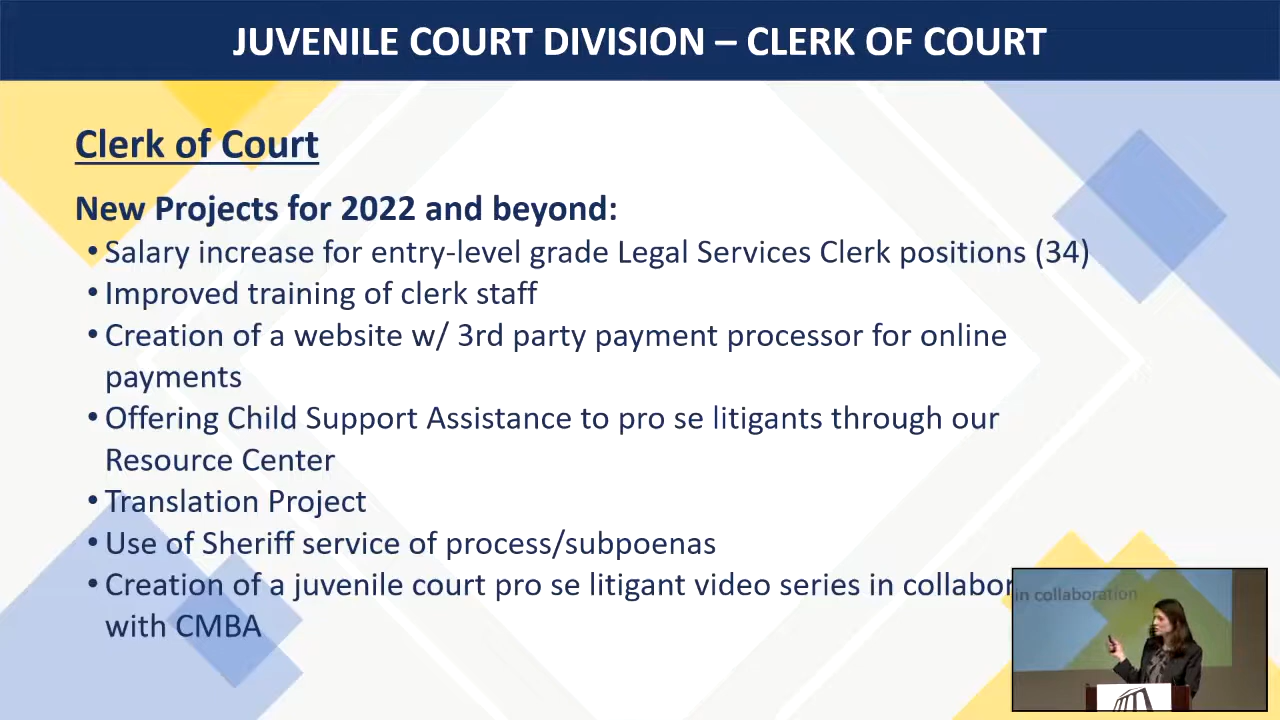 JUVENILE COURT DIVISION – CLERK OF COURT
Clerk of Court
New Projects for 2022 and beyond:
• Salary increase for entry-level grade Legal Services Clerk positions (34)
• Improved training of clerk staff
• Creation of a website w/ 3rd party payment processor for online
payments
• Offering Child Support Assistance to pro se litigants through our
Resource Center
• Translation Project
• Use of Sheriff service of process/subpoenas
• Creation of a juvenile court pro se litigant video series in collabor
with CMBA
in collaboration